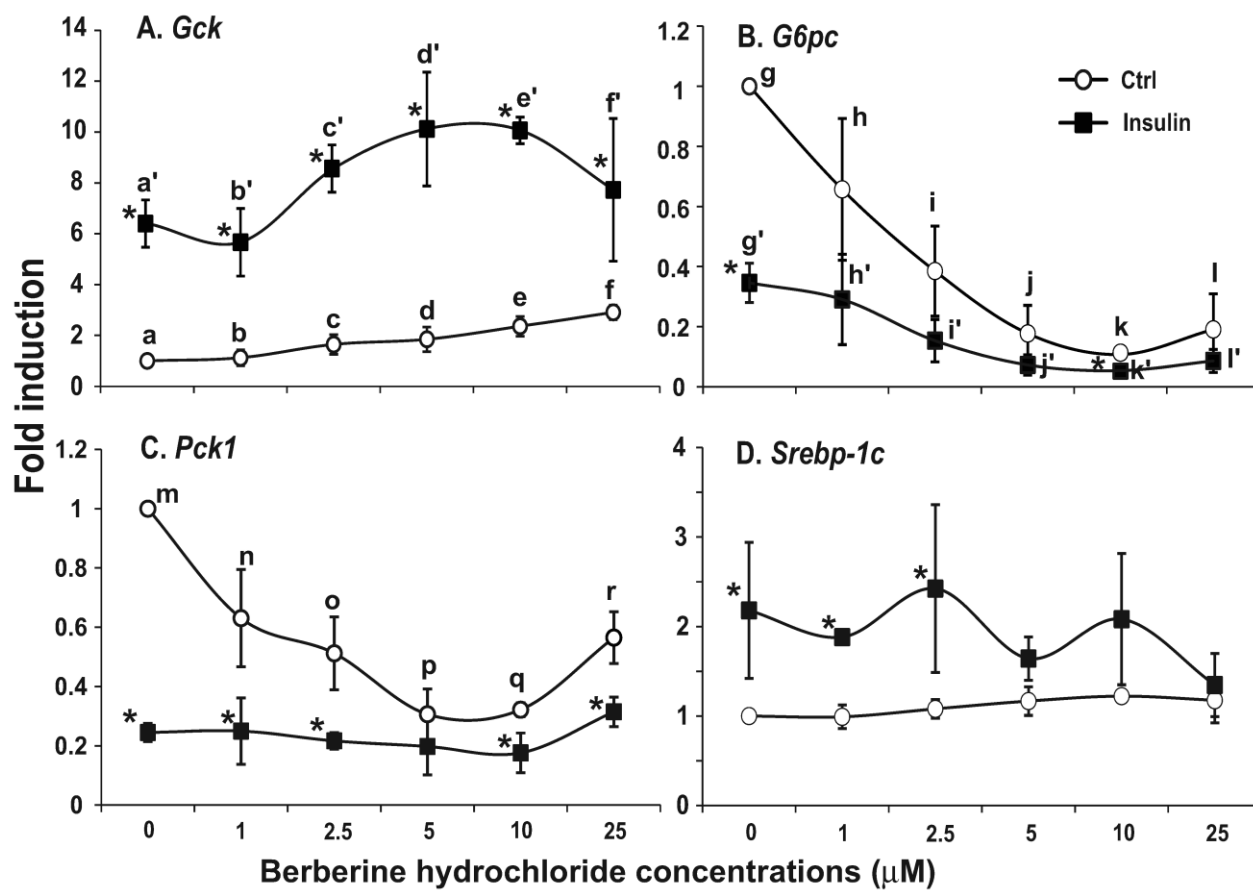 Fold induction
A. Gck
14
12
10
8
6
4
2
0
* a'
* b'
* c'
* d'
* e'
* f'
a
b
c
d
e
f
B. G6pc
1.2
1
0.8
0.6
0.4
0.2
0
g
h
i
j
k
l
* g'
h'
i'
j'
* k'
l'
Ctrl
Insulin
C. Pck1
1.2
1
0.8
0.6
0.4
0.2
0
m
n
o
p
q
r
* * * * *
0 1 2.5 5 10 25
D. Srebp-1c
4
3
2
1
0
* * *
0 1 2.5 5 10 25
Berberine hydrochloride concentrations (μM)